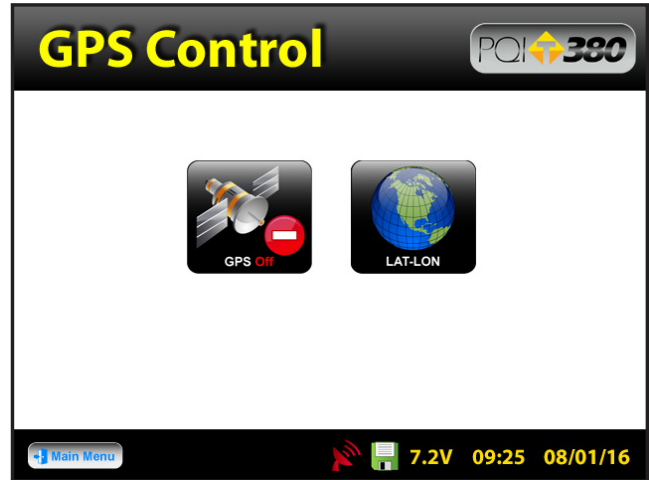 GPS Control
PQI 380
GPS Off
LAT-LON
Main Menu
7.2V 09:25 08/01/16